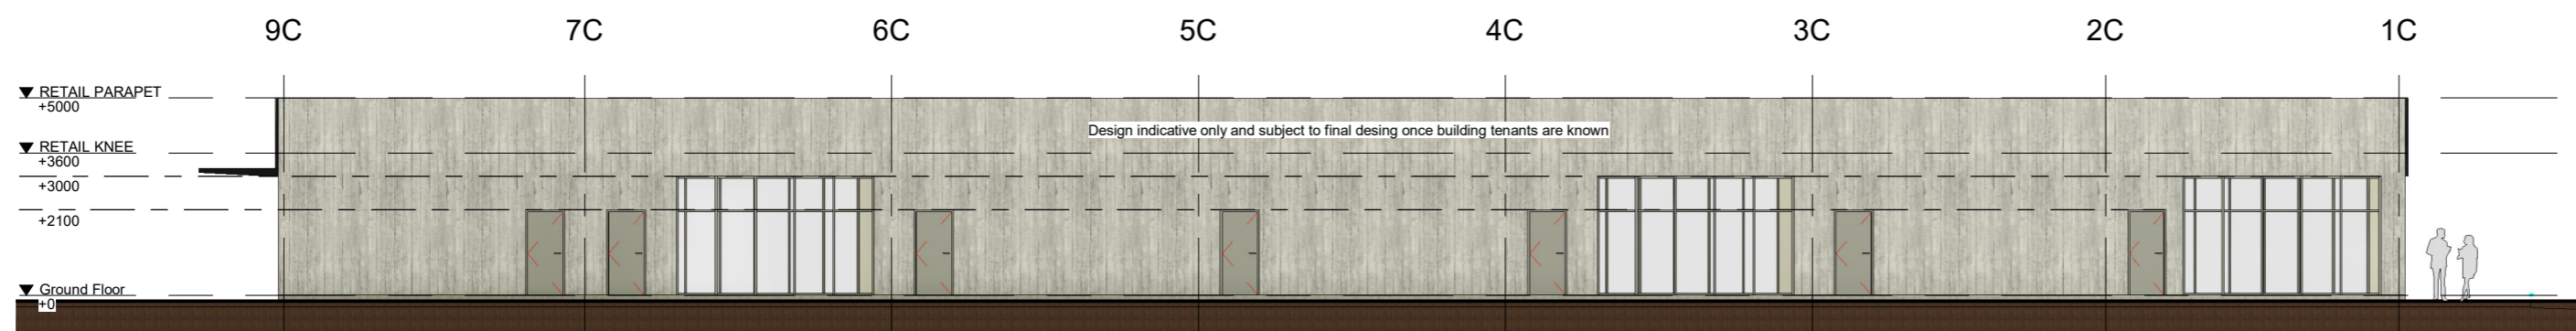 9C 7C 6C 5C 4C 3C 2C 1C
RETAIL PARAPET
+5000
Design indicative only and subject to final desing once building tenants are known
RETAIL KNEE
+3600
+3000
+2100
Ground Floor
+0